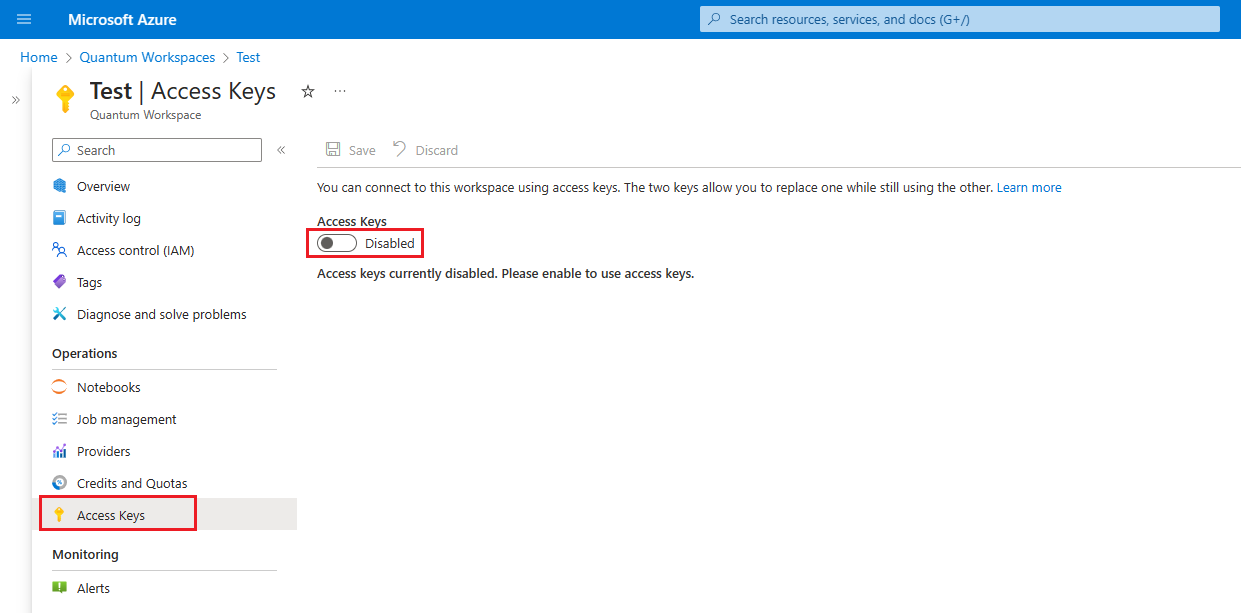 Microsoft Azure
Search resources, services, and docs (G+/)
Home > Quantum Workspaces > Test
Test | Access Keys
Quantum Workspace
Search
Overview
Activity log
Access control (IAM)
Tags
Diagnose and solve problems
Operations
Notebooks
Job management
Providers
Credits and Quotas
Access Keys
Monitoring
Alerts
Save Discard
You can connect to this workspace using access keys. The two keys allow you to replace one while still using the other. Learn more
Access Keys
Disabled
Access keys currently disabled. Please enable to use access keys.